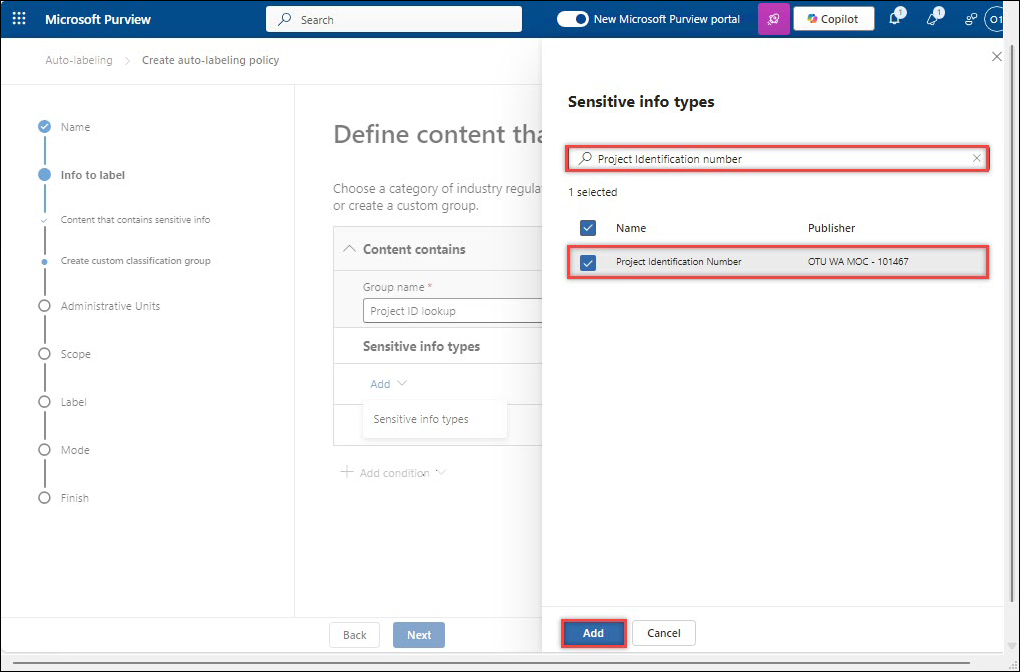 Microsoft Purview
Search
New Microsoft Purview portal
Copilot
1
1
Auto-labeling > Create auto-labeling policy
Name
Info to label
Content that contains sensitive info
Create custom classification group
Administrative Units
Scope
Label
Mode
Finish
Define content tha
Choose a category of industry regula
or create a custom group.
Content contains
Group name *
Project ID lookup
Sensitive info types
Add
Sensitive info types
Add condition
Back
Next
Sensitive info types
Project Identification number
1 selected
Name Publisher
Project Identification Number OTU WA MOC - 101467
Add
Cancel